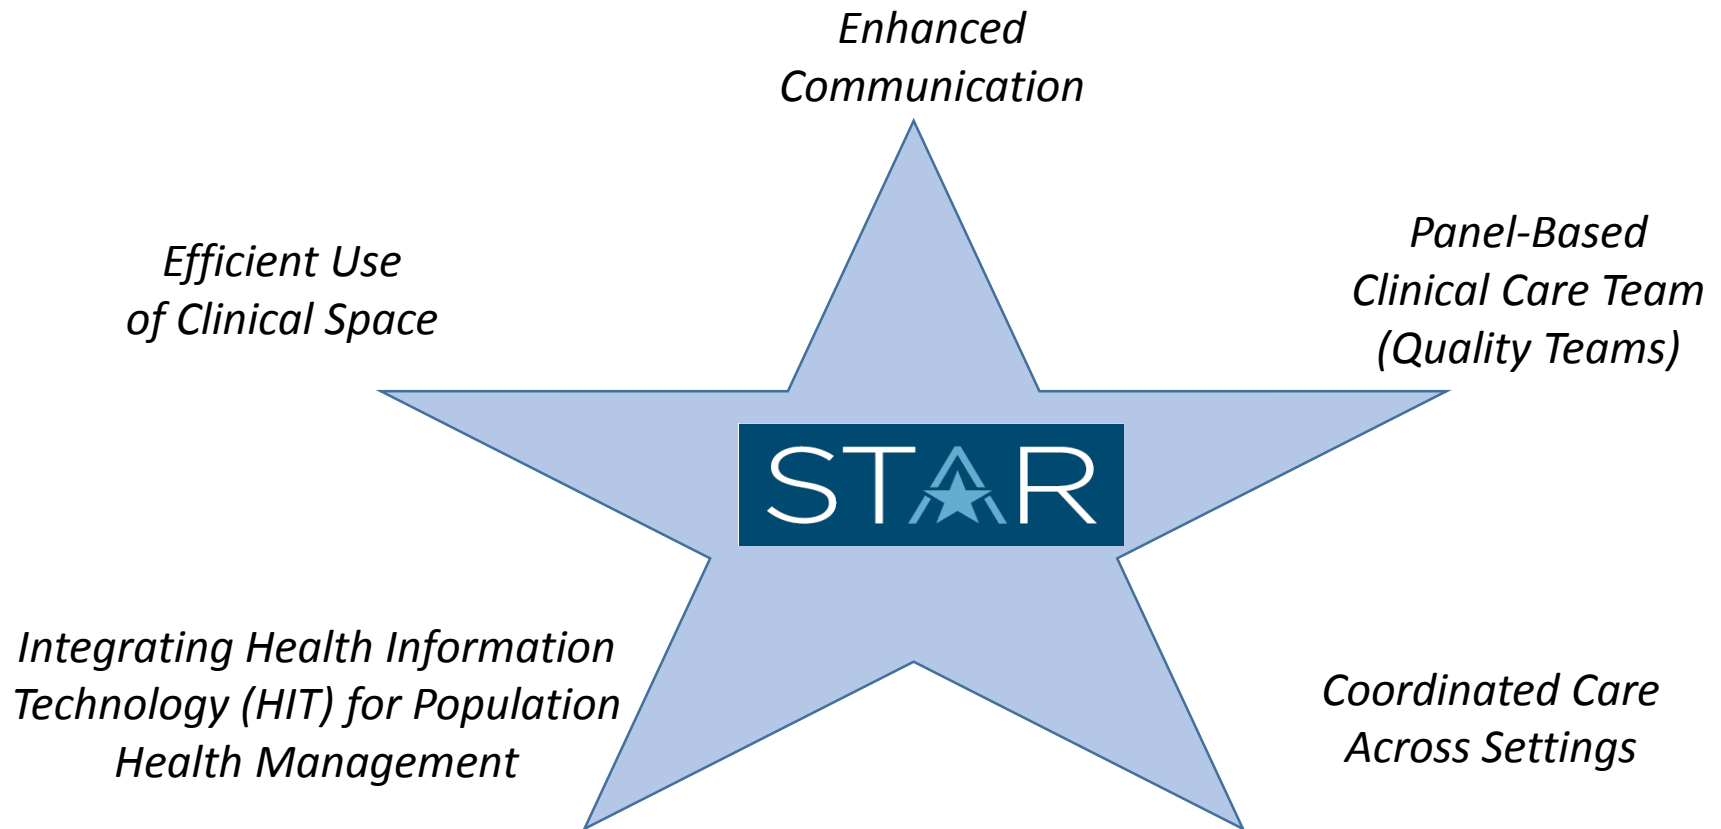 Enhanced
Communication
Efficient Use
of Clinical Space
Panel-Based
Clinical Care Team
(Quality Teams)
STAR
Integrating Health Information
Technology (HIT) for Population
Health Management
Coordinated Care
Across Settings